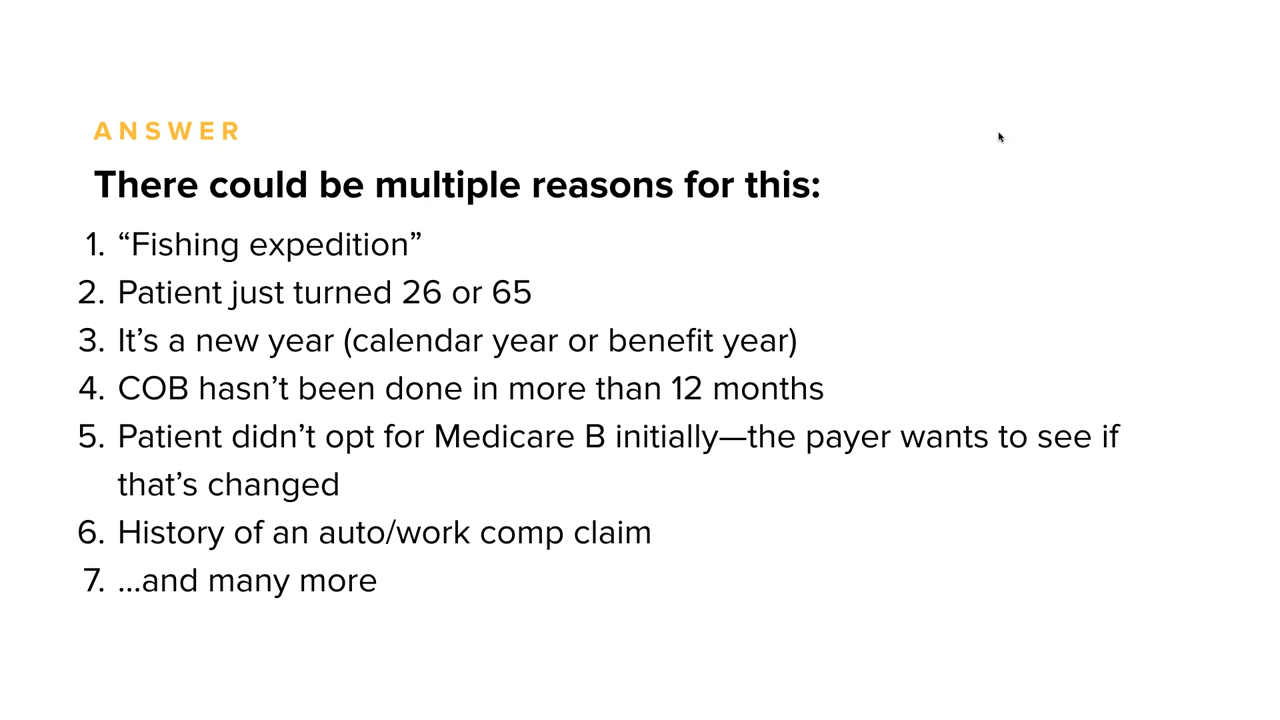 ANSWER
There could be multiple reasons for this:
1. “Fishing expedition”
2. Patient just turned 26 or 65
3. It’s a new year (calendar year or benefit year)
4. COB hasn’t been done in more than 12 months
5. Patient didn’t opt for Medicare B initially—the payer wants to see if
that’s changed
6. History of an auto/work comp claim
7. ...and many more